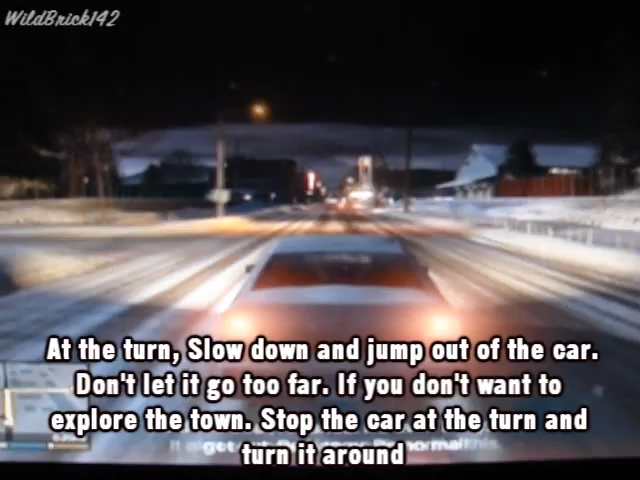 WildBrick142
At the turn, Slow down and jump out of the car.
Don't let it go too far. If you don't want to
explore the town. Stop the car at the turn and
turn it around